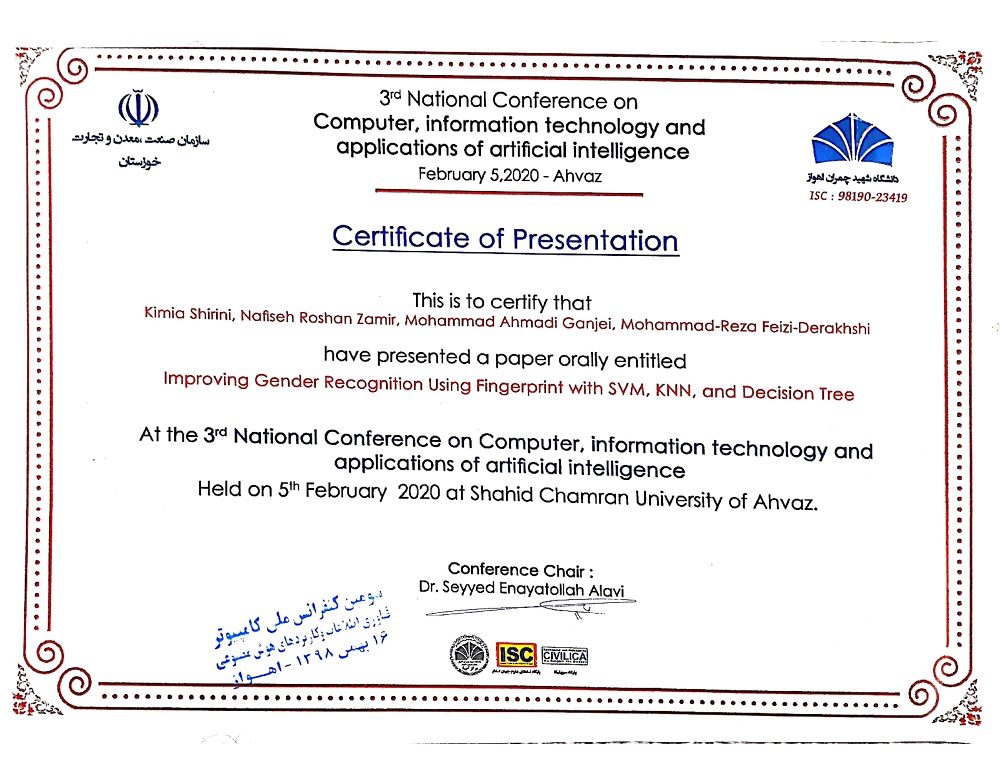 سازمان صنعت ،معدن و تجارت
خوزستان
3rd National Conference on
Computer, information technology and
applications of artificial intelligence
February 5,2020 - Ahvaz
دانشگاه شهید چمران اهواز
ISC : 98190-23419
Certificate of Presentation
This is to certify that
Kimia Shirini, Nafiseh Roshan Zamir, Mohammad Ahmadi Ganjei, Mohammad-Reza Feizi-Derakhshi
have presented a paper orally entitled
Improving Gender Recognition Using Fingerprint with SVM, KNN, and Decision Tree
At the 3rd National Conference on Computer, information technology and
applications of artificial intelligence
Held on 5th February 2020 at Shahid Chamran University of Ahvaz.
Conference Chair :
Dr. Seyyed Enayatollah Alavi
سومین کنفرانس ملی کامپیوتر
فناوری اطلاعات و کاربردهای هوش مصنوعی
۱۶ بهمن ۱۳۹۸ - اهواز
ISC
CIVILICA